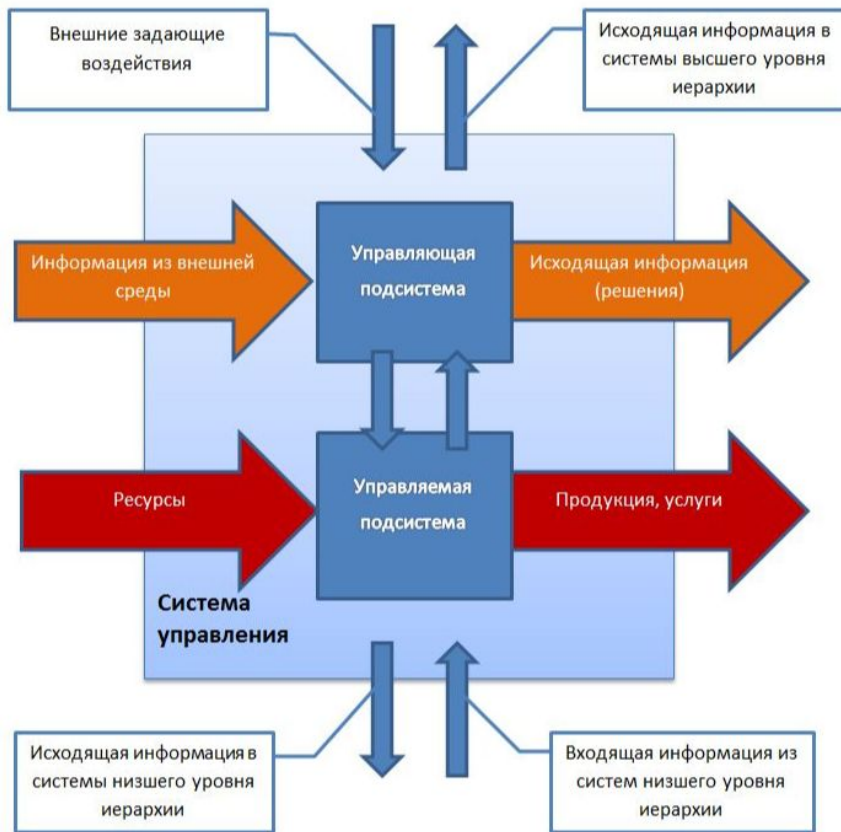 Внешние задающие
воздействия
Исходящая информация в
системы высшего уровня
иерархии
Информация из внешней
среды
Управляющая
подсистема
Исходящая информация
(решения)
Ресурсы
Управляемая
подсистема
Продукция, услуги
Система
управления
Исходящая информация в
системы низшего уровня
иерархии
Входящая информация из
систем низшего уровня
иерархии